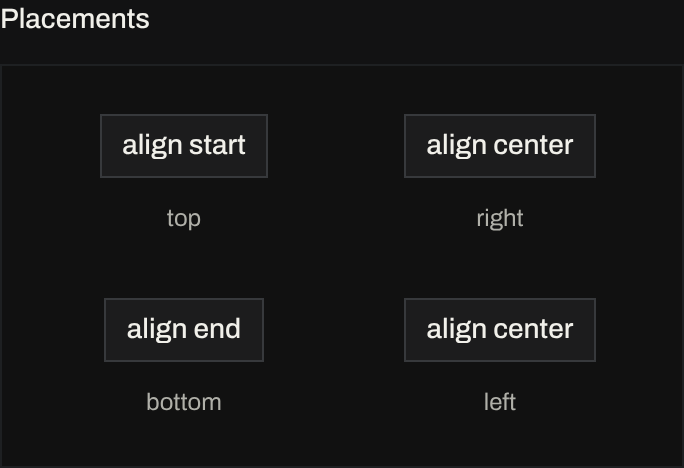 Placements
align start
align center
top
right
align end
align center
bottom
left